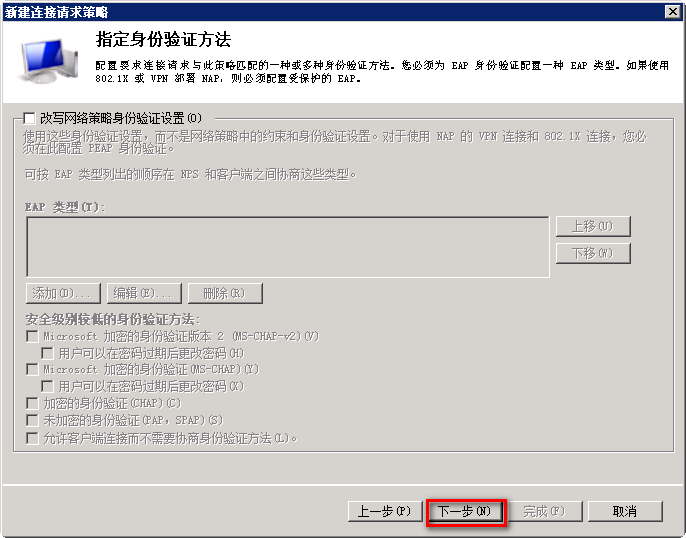 新建连接请求策略
指定身份验证方法
配置要求连接请求与此策略匹配的一种或多种身份验证方法。您必须为 EAP 身份验证配置一种 EAP 类型。如果使用
802.1X 或 VPN 部署 NAP，则必须配置受保护的 EAP。
改写网络策略身份验证设置(O)
使用这些身份验证设置，而不是网络策略中的约束和身份验证设置。对于使用 NAP 的 VPN 连接和 802.1X 连接，您必
须在此配置 PEAP 身份验证。
可按 EAP 类型列出的顺序在 NPS 和客户端之间协商这些类型。
EAP 类型(T):
上移(U)
下移(W)
添加(D)... 编辑(E)... 删除(R)
安全级别较低的身份验证方法:
Microsoft 加密的身份验证版本 2 (MS-CHAP-v2)(V)
用户可以在密码过期后更改密码(H)
Microsoft 加密的身份验证(MS-CHAP)(Y)
用户可以在密码过期后更改密码(X)
加密的身份验证(CHAP)(C)
未加密的身份验证(PAP，SPAP)(S)
允许客户端连接而不需要协商身份验证方法(L)。
上一步(P) 下一步(N) 完成(F) 取消